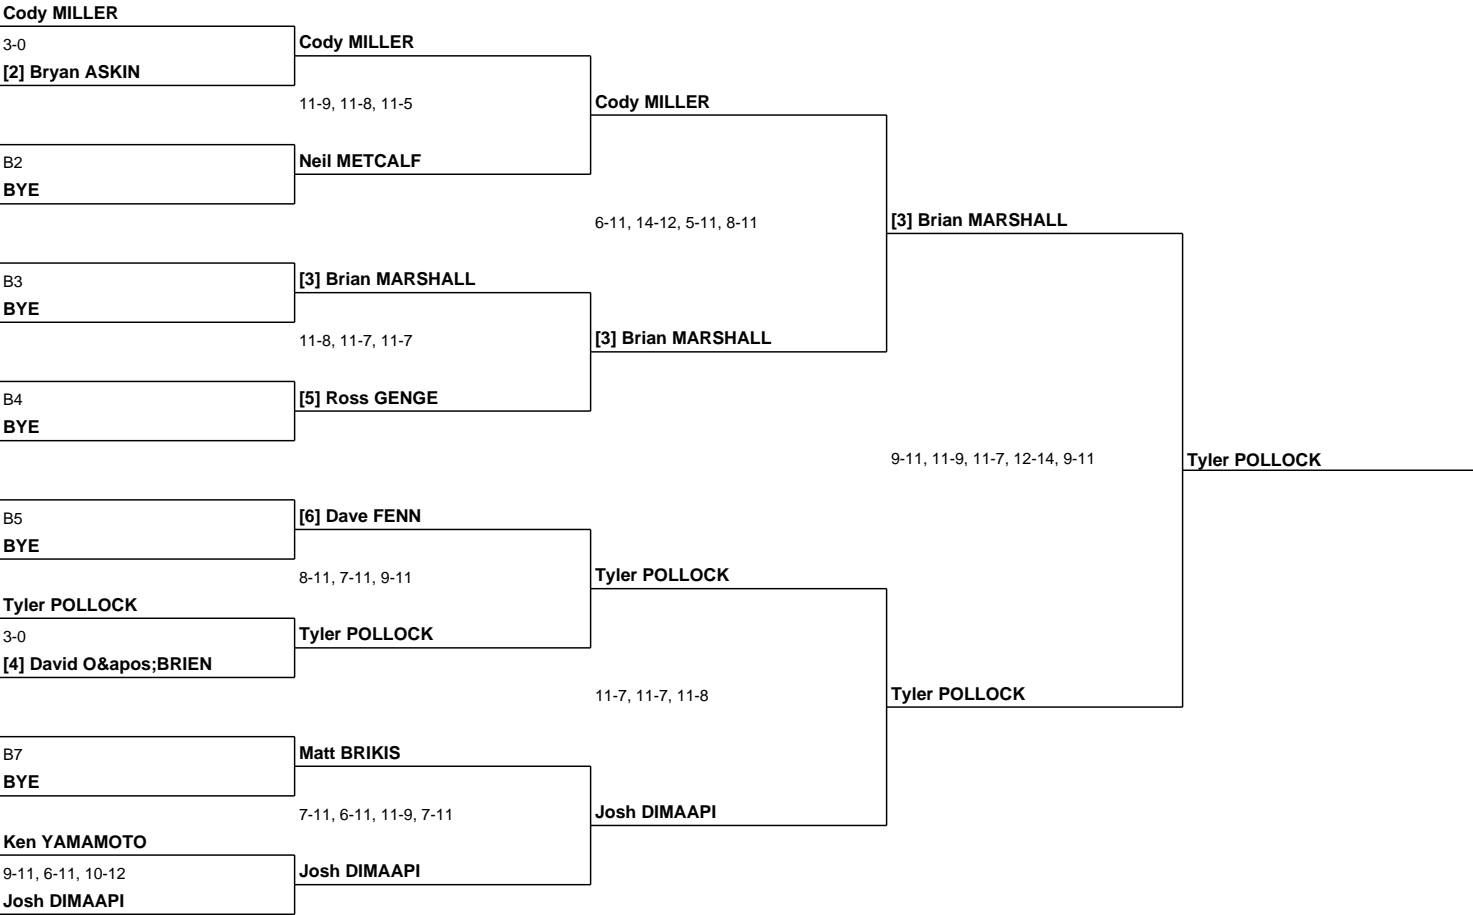 Cody MILLER
3-0
[2] Bryan ASKIN
B2
BYE
B3
BYE
B4
BYE
B5
BYE
Tyler POLLOCK
3-0
[4] David O&apos;BRIEN
B7
BYE
Ken YAMAMOTO
9-11, 6-11, 10-12
Josh DIMAAPI
Cody MILLER
11-9, 11-8, 11-5
Neil METCALF
[3] Brian MARSHALL
11-8, 11-7, 11-7
[5] Ross GENGE
[6] Dave FENN
8-11, 7-11, 9-11
Tyler POLLOCK
Matt BRIKIS
7-11, 6-11, 11-9, 7-11
Josh DIMAAPI
Cody MILLER
6-11, 14-12, 5-11, 8-11
[3] Brian MARSHALL
Tyler POLLOCK
11-7, 11-7, 11-8
Josh DIMAAPI
[3] Brian MARSHALL
9-11, 11-9, 11-7, 12-14, 9-11
Tyler POLLOCK
Tyler POLLOCK